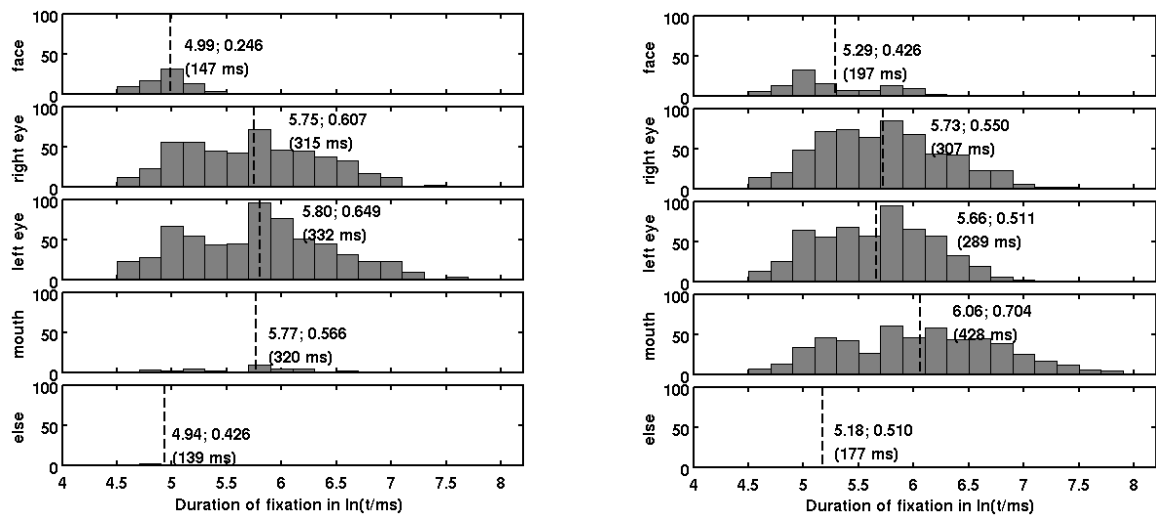 100
50
0
face
4.99; 0.246
(147 ms)
100
50
0
right eye
5.75; 0.607
(315 ms)
100
50
0
left eye
5.80; 0.649
(332 ms)
100
50
0
mouth
5.77; 0.566
(320 ms)
100
50
0
else
4.94; 0.426
(139 ms)
4 4.5 5 5.5 6 6.5 7 7.5 8
Duration of fixation in ln(t/ms)
100
50
0
face
5.29; 0.426
(197 ms)
100
50
0
right eye
5.73; 0.550
(307 ms)
100
50
0
left eye
5.66; 0.511
(289 ms)
100
50
0
mouth
6.06; 0.704
(428 ms)
100
50
0
else
5.18; 0.510
(177 ms)
4 4.5 5 5.5 6 6.5 7 7.5 8
Duration of fixation in ln(t/ms)